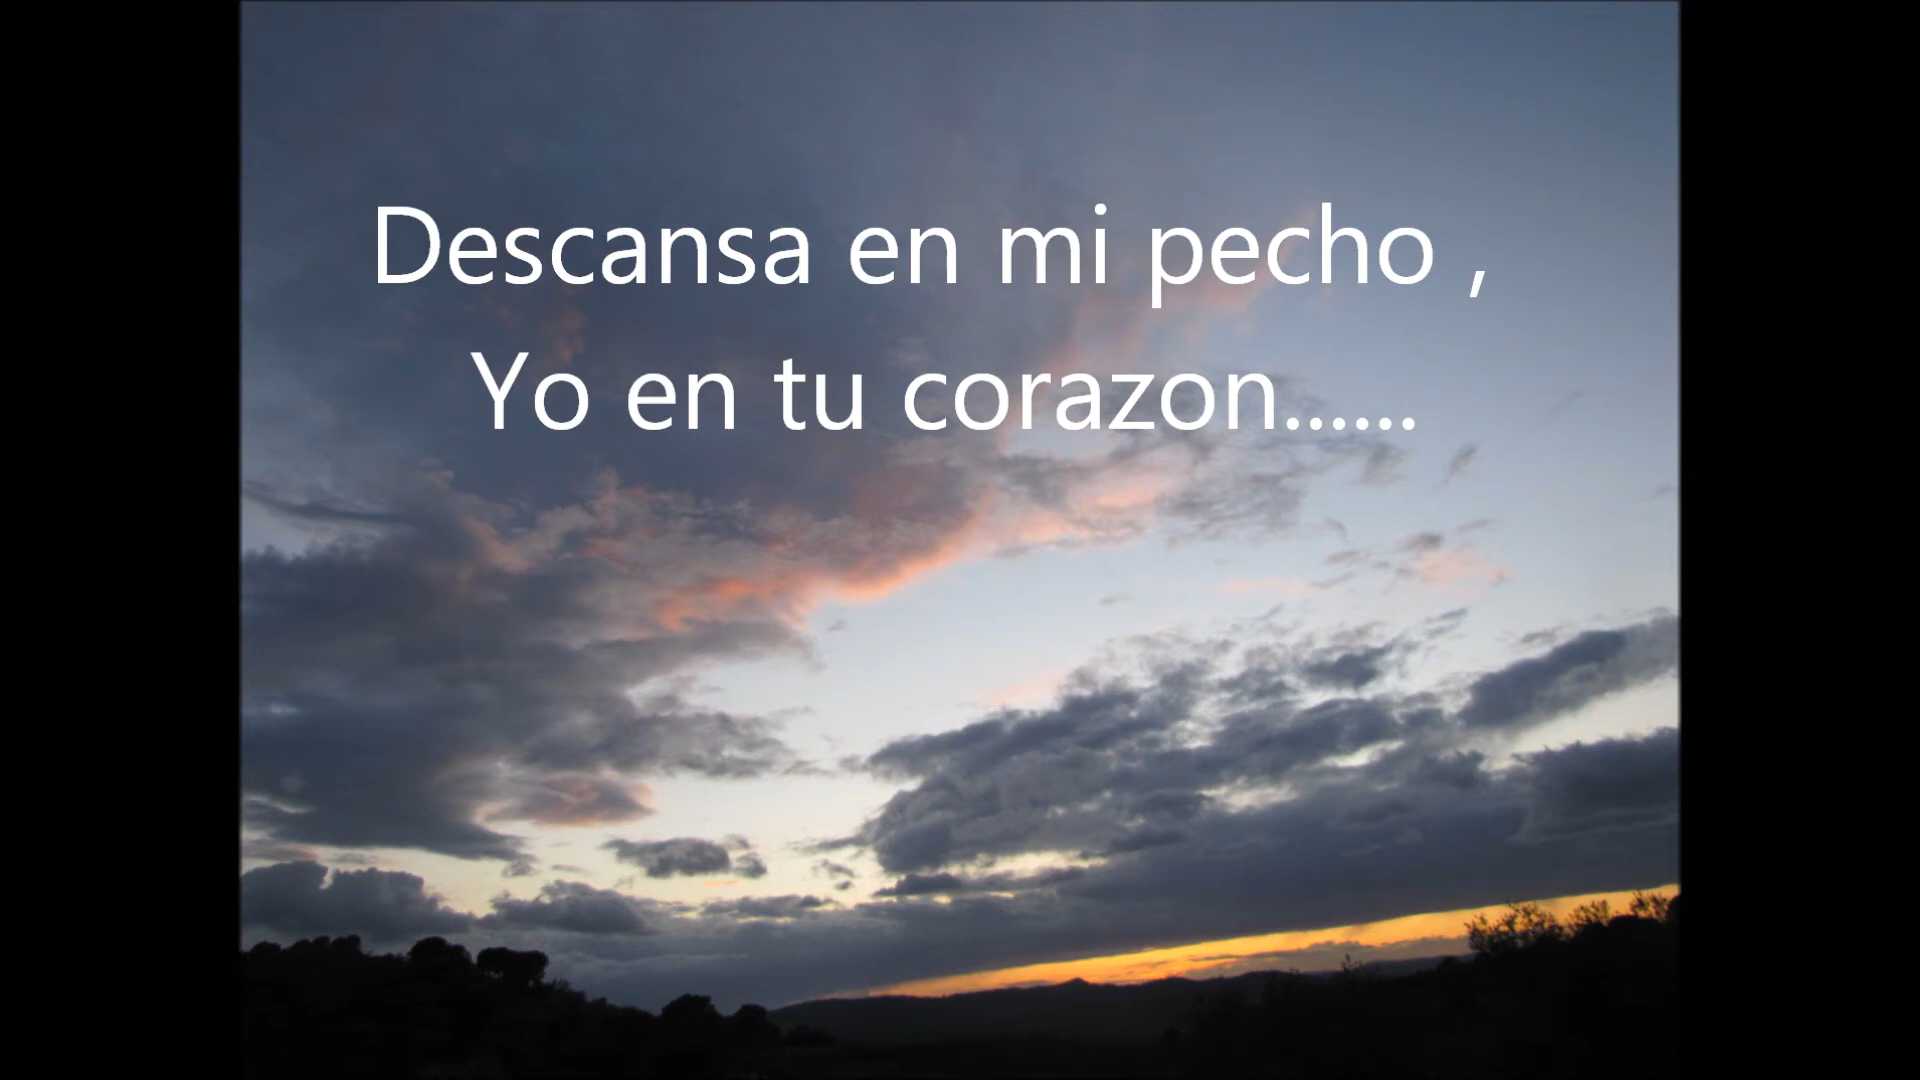 Descansa en mi pecho ,
Yo en tu corazon......